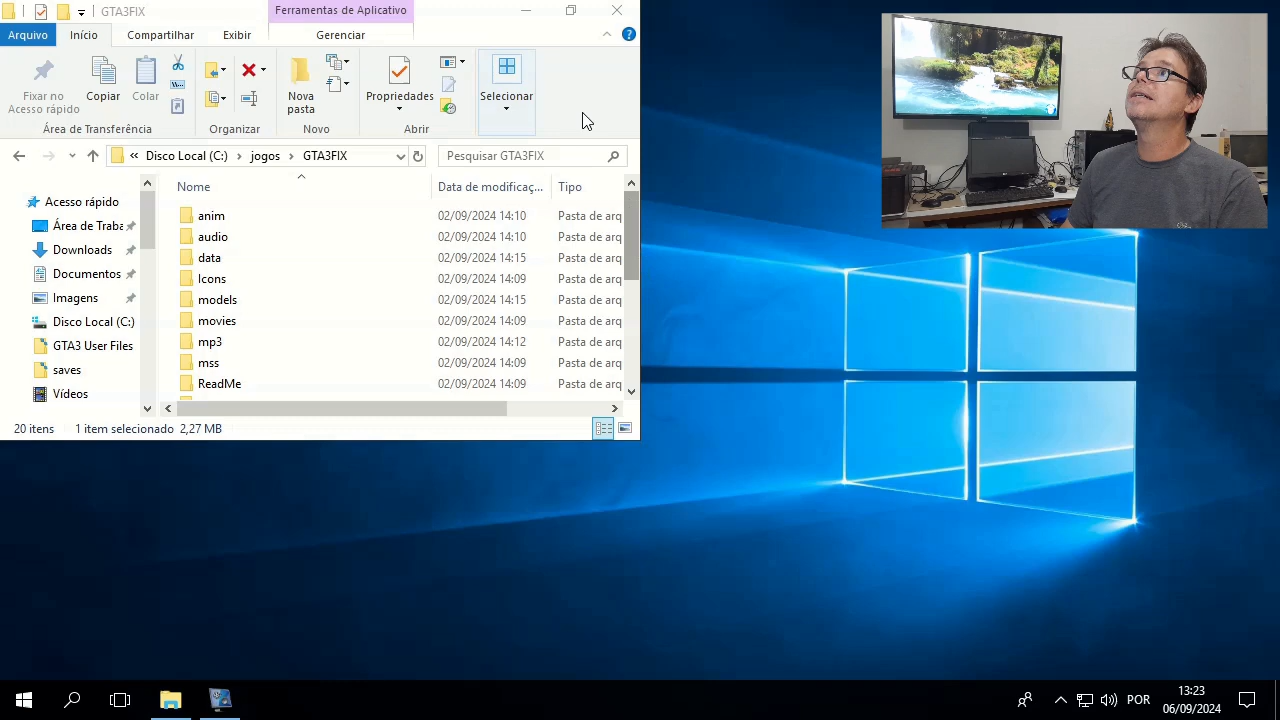 GTA3FIX
Ferramentas de Aplicativo
Arquivo
Início
Compartilhar
Exibir
Gerenciar
Fixar no
Acesso rápido
Copiar
Colar
Nova
pasta
Propriedades
Selecionar
Área de Transferência
Organizar
Novo
Abrir
« Disco Local (C:) › jogos › GTA3FIX
Pesquisar GTA3FIX
Nome
Data de modificaç...
Tipo
Acesso rápido
Área de Traba
Downloads
Documentos
Imagens
Disco Local (C:)
GTA3 User Files
saves
Vídeos
anim 02/09/2024 14:10 Pasta de arq
audio 02/09/2024 14:10 Pasta de arq
data 02/09/2024 14:15 Pasta de arq
Icons 02/09/2024 14:09 Pasta de arq
models 02/09/2024 14:15 Pasta de arq
movies 02/09/2024 14:09 Pasta de arq
mp3 02/09/2024 14:12 Pasta de arq
mss 02/09/2024 14:09 Pasta de arq
ReadMe 02/09/2024 14:09 Pasta de arq
20 itens 1 item selecionado 2,27 MB
POR
13:23
06/09/2024